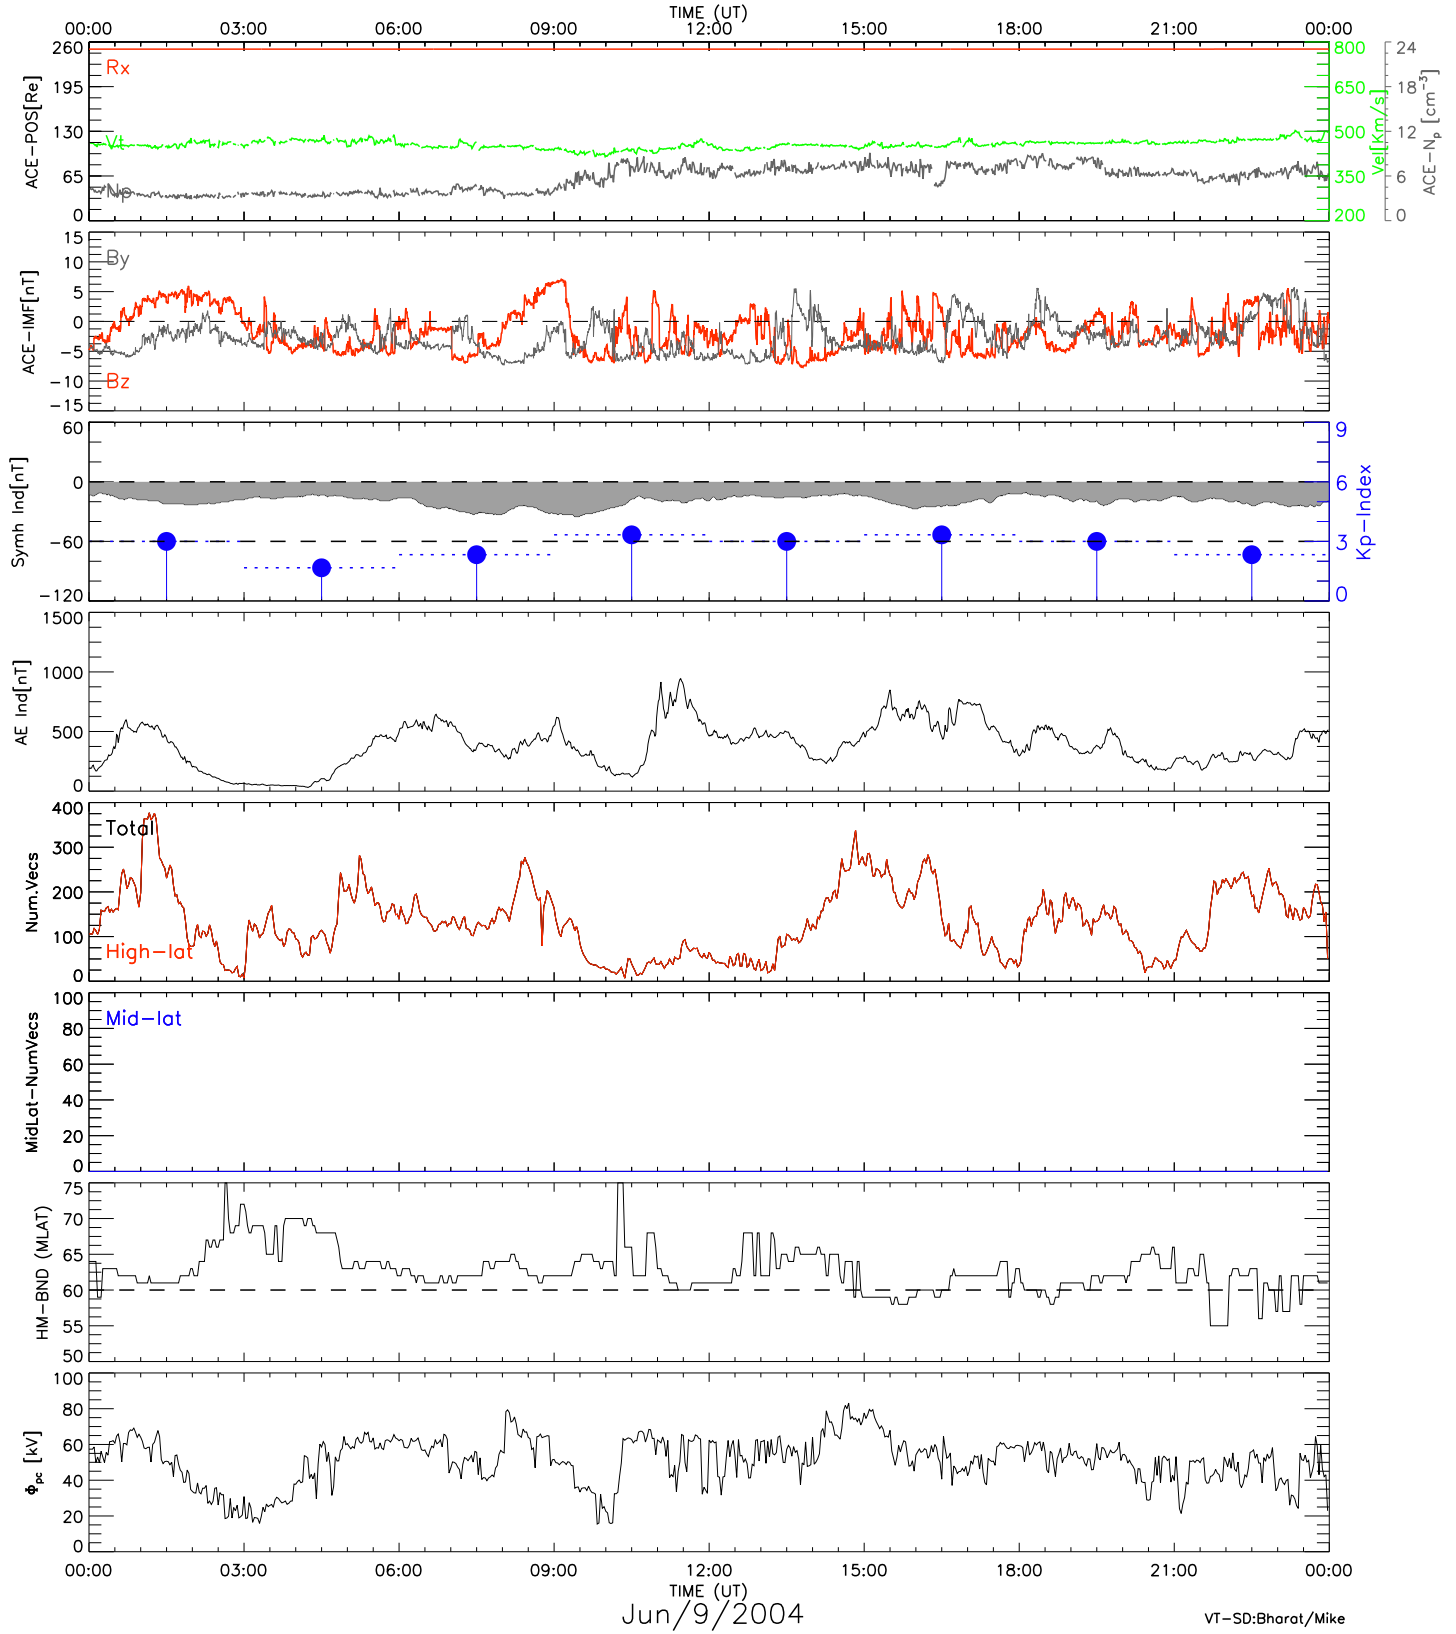 TIME (UT)
00:00 03:00 06:00 09:00 12:00 15:00 18:00 21:00 00:00
260 195 130 65 0
ACE-POS[Re]
Rx
Vt
Np
800 650 500 350 200
Vel[Km/s]
24 18 12 6 0
ACE-Np [cm-3]
15 10 5 0 -5 -10 -15
ACE-IMF[nT]
By
Bz
60 0 -60 -120
Symh Ind[nT]
9 6 3 0
Kp-Index
1500 1000 500 0
AE Ind[nT]
400 300 200 100 0
Num.Vecs
Total
High-lat
100 80 60 40 20 0
MidLat-NumVecs
Mid-lat
75 70 65 60 55 50
HM-BND (MLAT)
100 80 60 40 20 0
Φpc [kV]
00:00 03:00 06:00 09:00 12:00 15:00 18:00 21:00 00:00
TIME (UT)
Jun/9/2004
VT-SD:Bharat/Mike